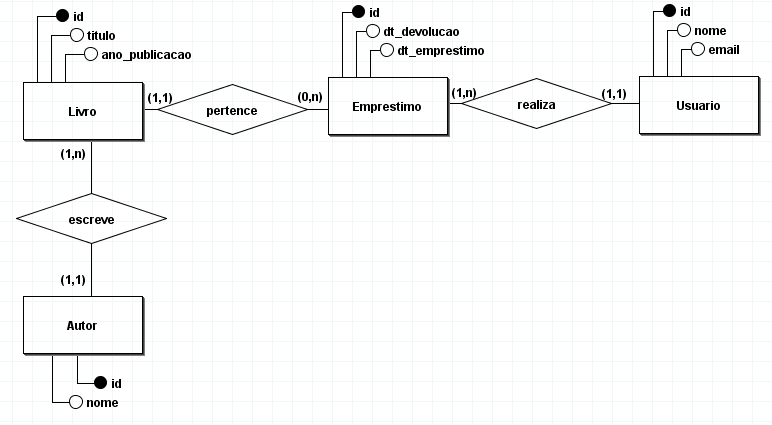 id
titulo
ano_publicacao
Livro
(1,1)
pertence
(0,n)
id
dt_devolucao
dt_emprestimo
Emprestimo
(1,n)
realiza
(1,1)
id
nome
email
Usuario
(1,n)
escreve
(1,1)
Autor
id
nome